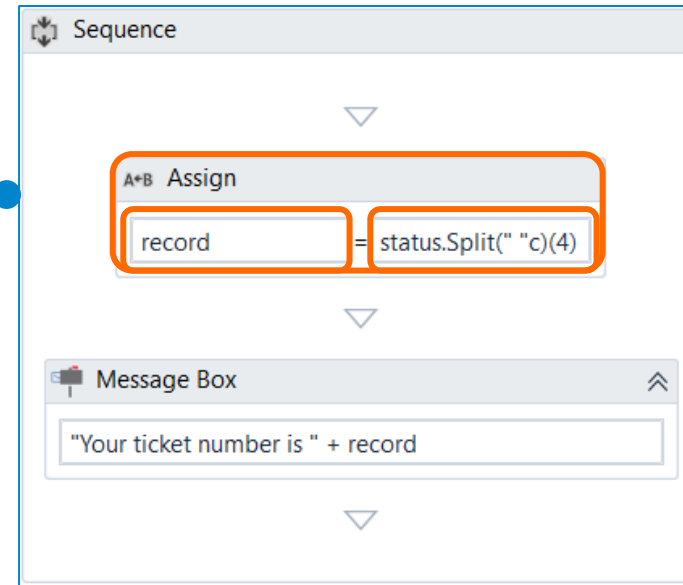 Sequence
A←B Assign
record = status.Split(" "c)(4)
Message Box
"Your ticket number is " + record